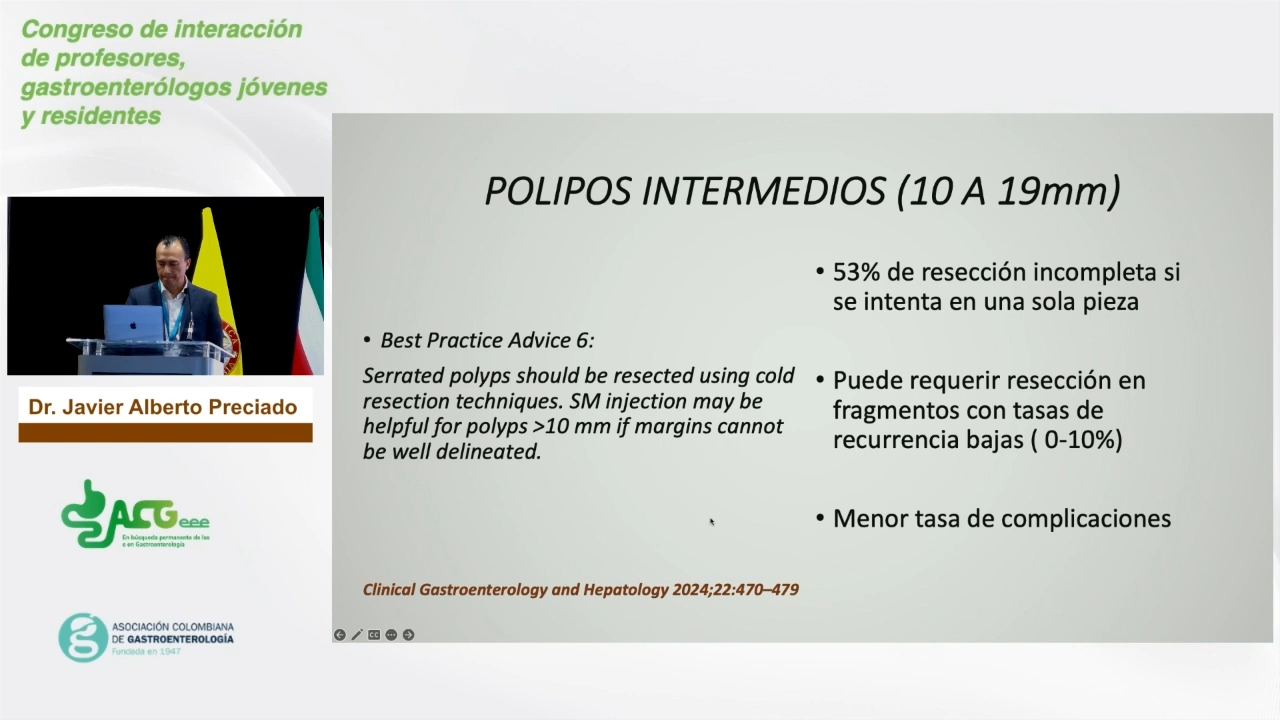 Congreso de interacción
de profesores,
gastroenterólogos jóvenes
y residentes
POLIPOS INTERMEDIOS (10 A 19mm)
• Best Practice Advice 6:
Serrated polyps should be resected using cold
resection techniques. SM injection may be
helpful for polyps >10 mm if margins cannot
be well delineated.
• 53% de resección incompleta si
se intenta en una sola pieza
• Puede requerir resección en
fragmentos con tasas de
recurrencia bajas ( 0-10%)
• Menor tasa de complicaciones
Clinical Gastroenterology and Hepatology 2024;22:470–479
Dr. Javier Alberto Preciado
ACGeee
En búsqueda permanente de las
e en Gastroenterología
ASOCIACIÓN COLOMBIANA
DE GASTROENTEROLOGÍA
Fundada en 1947